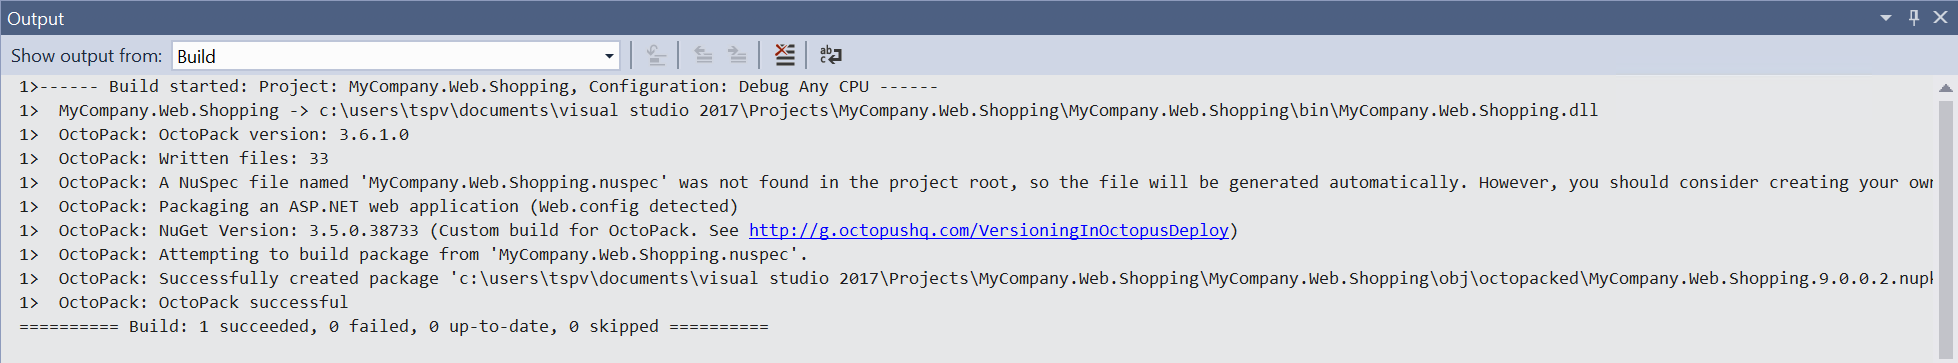 Output
Show output from: Build
1>------ Build started: Project: MyCompany.Web.Shopping, Configuration: Debug Any CPU ------
1>  MyCompany.Web.Shopping -> c:\users\tspv\documents\visual studio 2017\Projects\MyCompany.Web.Shopping\MyCompany.Web.Shopping\bin\MyCompany.Web.Shopping.dll
1>  OctoPack: OctoPack version: 3.6.1.0
1>  OctoPack: Written files: 33
1>  OctoPack: A NuSpec file named 'MyCompany.Web.Shopping.nuspec' was not found in the project root, so the file will be generated automatically. However, you should consider creating your own
1>  OctoPack: Packaging an ASP.NET web application (Web.config detected)
1>  OctoPack: NuGet Version: 3.5.0.38733 (Custom build for OctoPack. See http://g.octopushq.com/VersioningInOctopusDeploy)
1>  OctoPack: Attempting to build package from 'MyCompany.Web.Shopping.nuspec'.
1>  OctoPack: Successfully created package 'c:\users\tspv\documents\visual studio 2017\Projects\MyCompany.Web.Shopping\MyCompany.Web.Shopping\obj\octopacked\MyCompany.Web.Shopping.9.0.0.2.nupk
1>  OctoPack: OctoPack successful
========== Build: 1 succeeded, 0 failed, 0 up-to-date, 0 skipped ==========